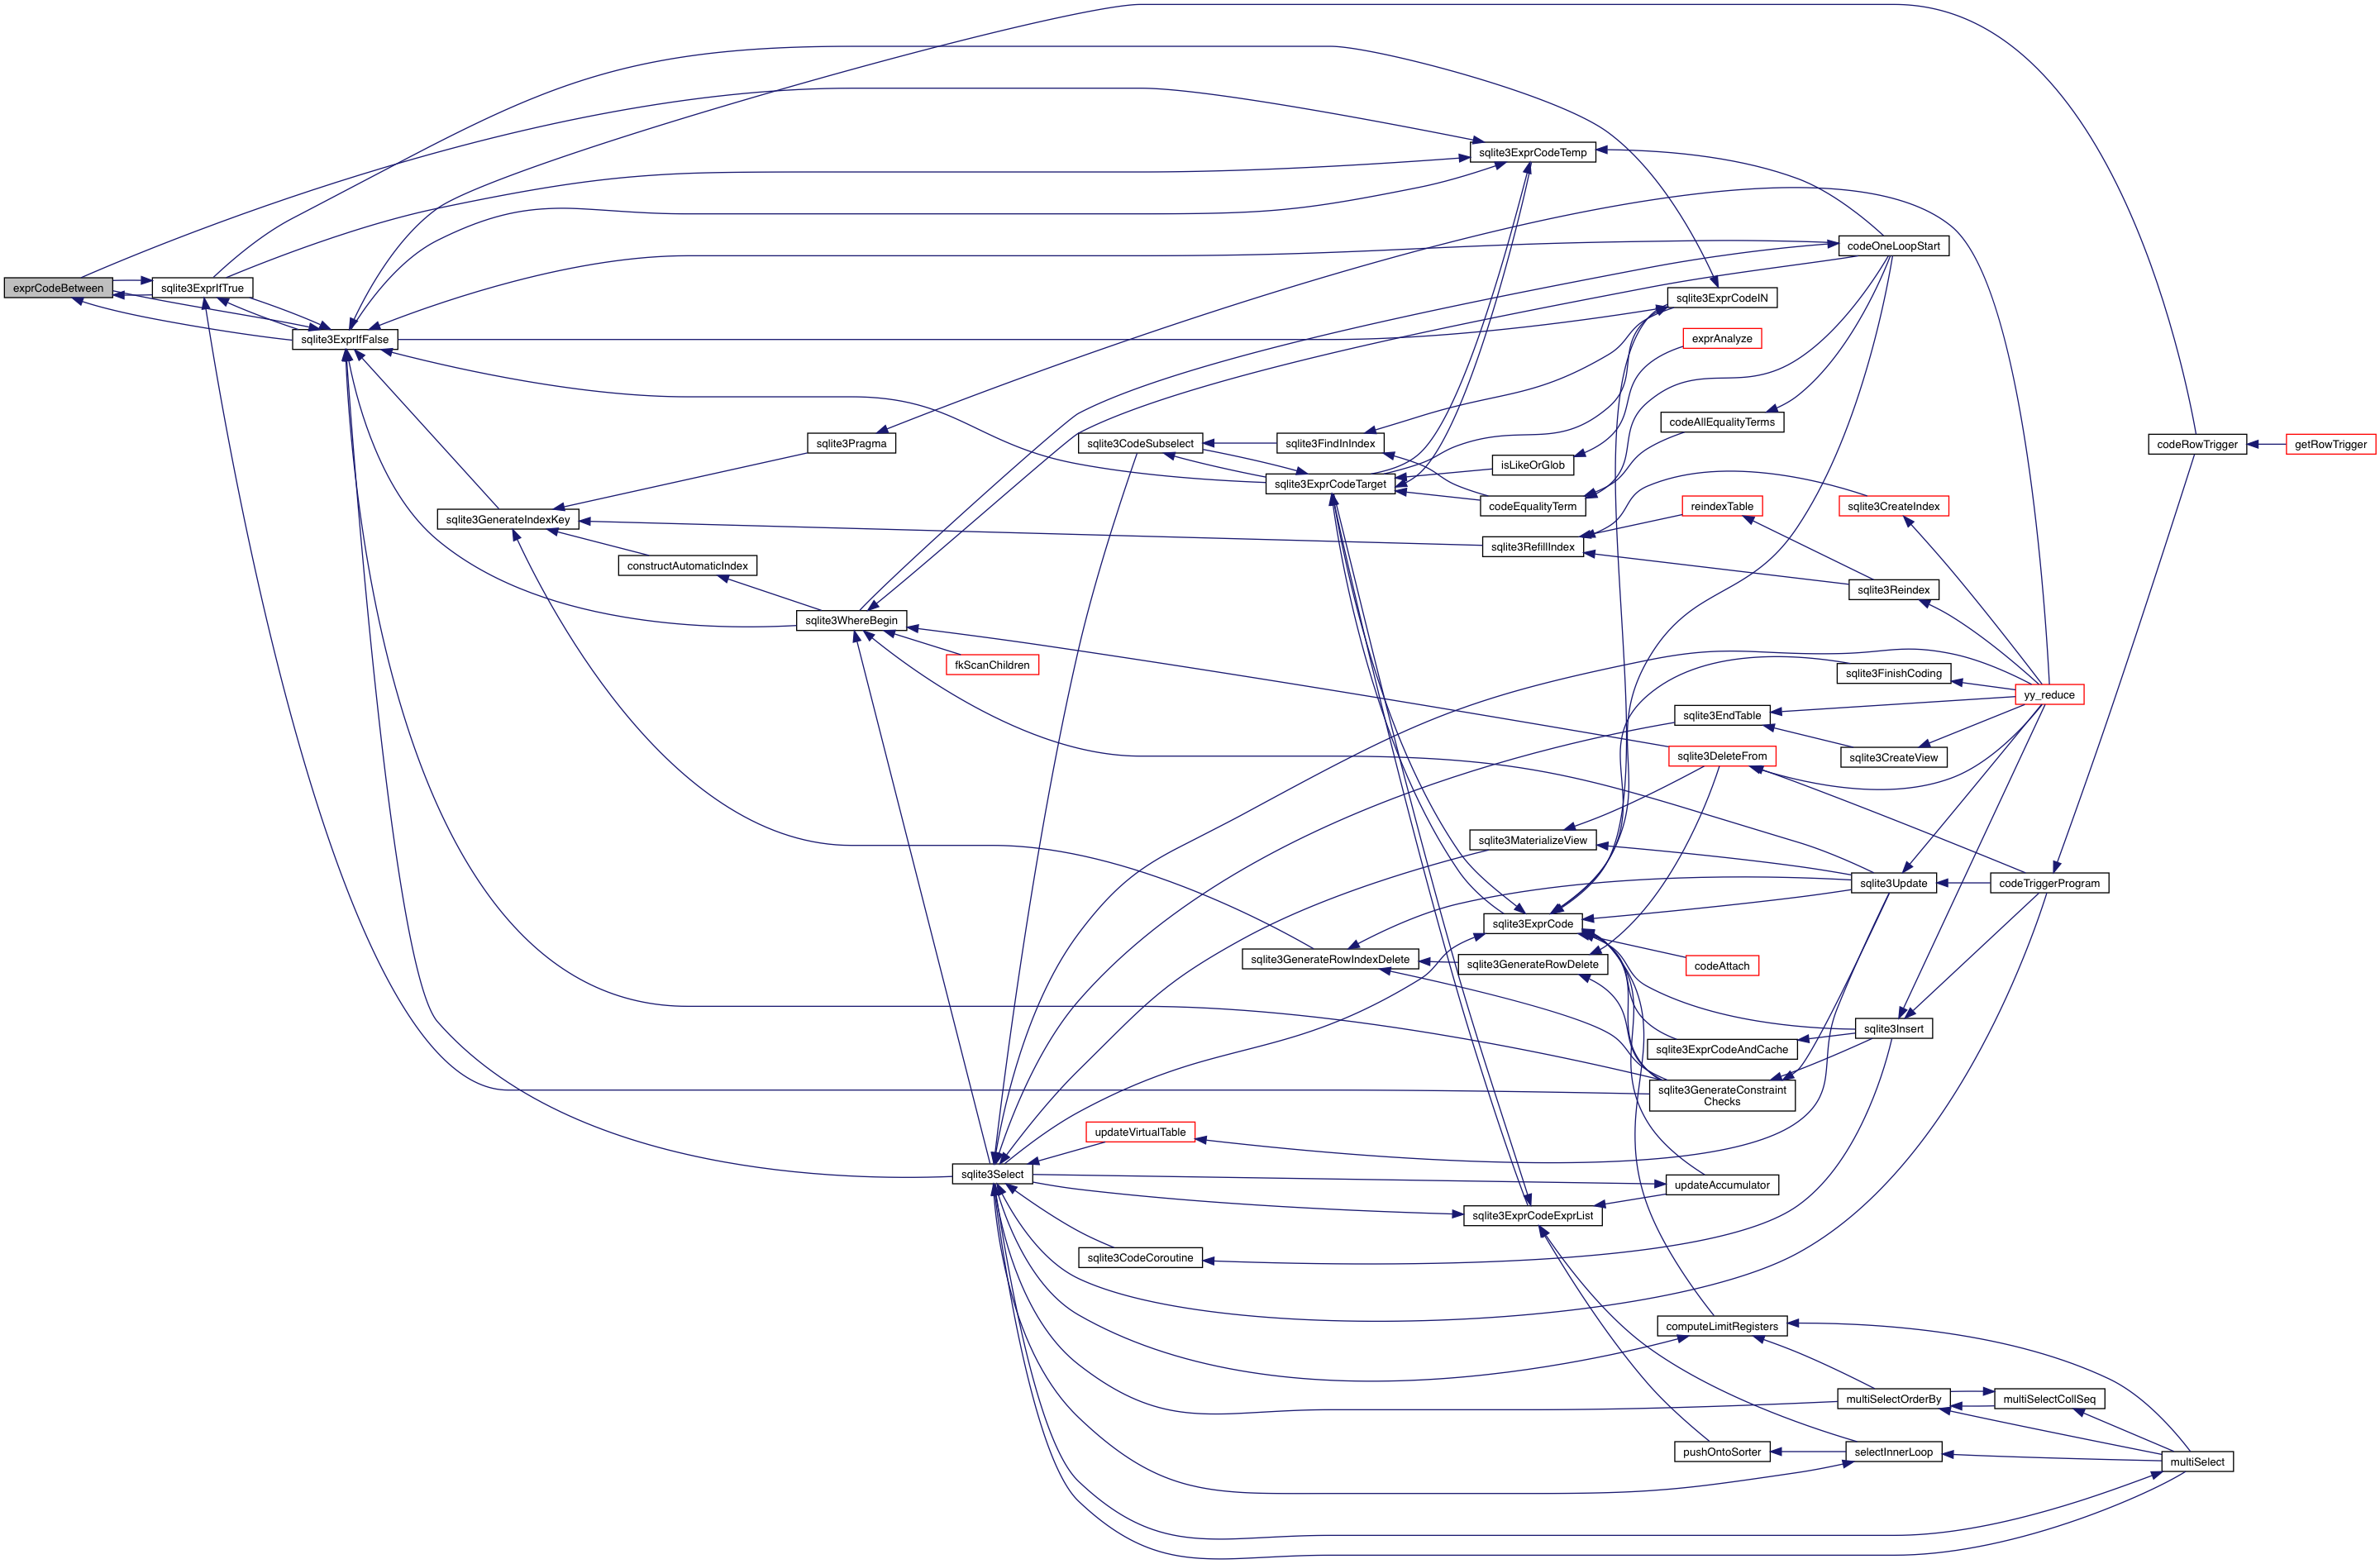 exprCodeBetween
sqlite3ExprIfTrue
sqlite3ExprIfFalse
sqlite3GenerateIndexKey
constructAutomaticIndex
sqlite3Pragma
sqlite3WhereBegin
fkScanChildren
sqlite3Select
sqlite3CodeSubselect
updateVirtualTable
sqlite3CodeCoroutine
sqlite3GenerateRowIndexDelete
sqlite3FindInIndex
sqlite3ExprCodeTarget
sqlite3ExprCodeTemp
isLikeOrGlob
codeEqualityTerm
sqlite3RefillIndex
sqlite3MaterializeView
sqlite3ExprCode
sqlite3GenerateRowDelete
sqlite3ExprCodeExprList
sqlite3ExprCodeIN
exprAnalyze
codeAllEqualityTerms
reindexTable
sqlite3EndTable
sqlite3DeleteFrom
codeAttach
sqlite3ExprCodeAndCache
sqlite3GenerateConstraint
Checks
updateAccumulator
computeLimitRegisters
pushOntoSorter
codeOneLoopStart
sqlite3CreateIndex
sqlite3Reindex
sqlite3FinishCoding
sqlite3CreateView
sqlite3Update
sqlite3Insert
multiSelectOrderBy
selectInnerLoop
yy_reduce
codeTriggerProgram
multiSelectCollSeq
codeRowTrigger
multiSelect
getRowTrigger